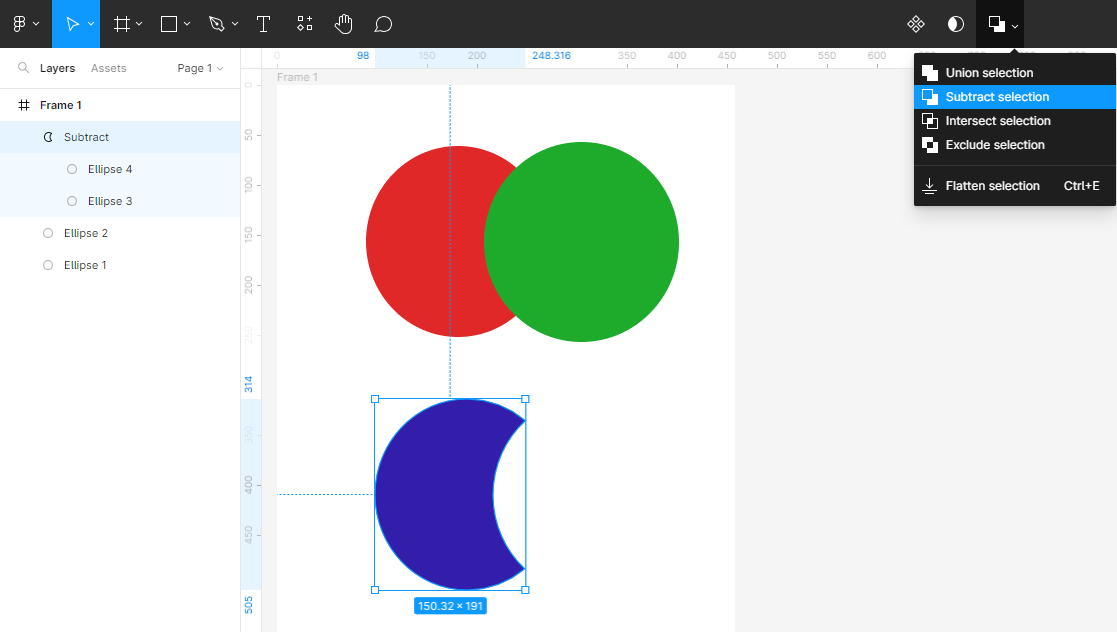 Layers Assets Page 1
Frame 1
Subtract
Ellipse 4
Ellipse 3
Ellipse 2
Ellipse 1
0 98 150 200 248.316 350 400 450 500 550 600
Frame 1
0
50
100
150
200
250
314
350
400
450
505
150.32 × 191
Union selection
Subtract selection
Intersect selection
Exclude selection
Flatten selection Ctrl+E